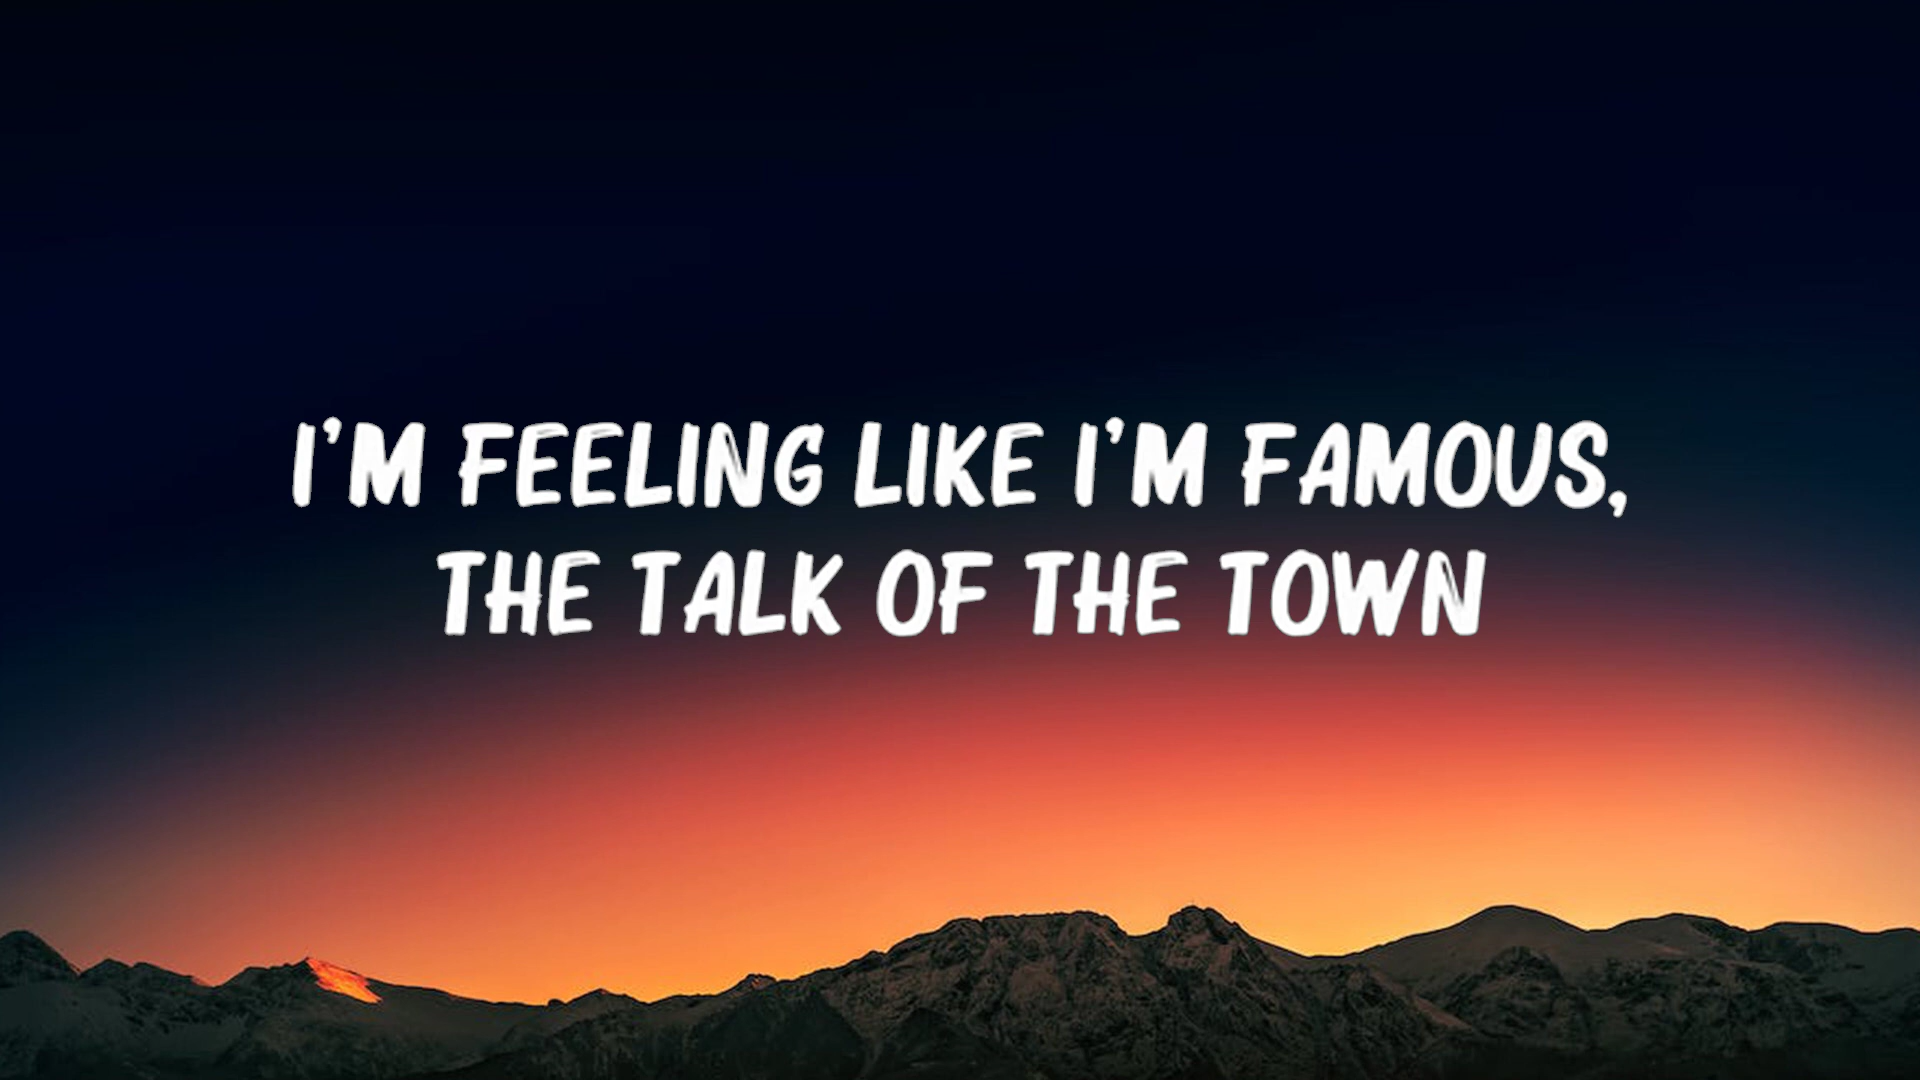 I'M FEELING LIKE I'M FAMOUS,
THE TALK OF THE TOWN